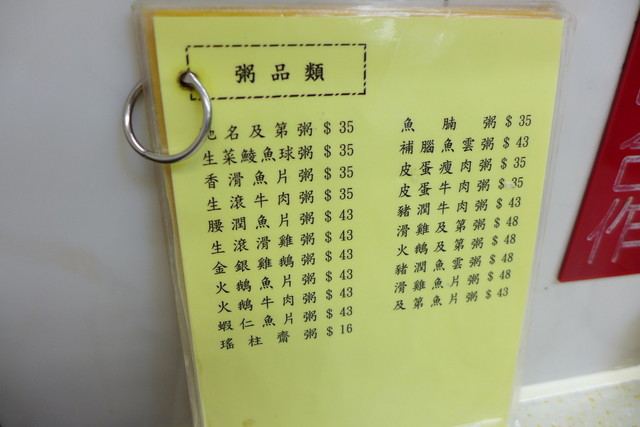 粥品類
名及第粥 $ 35
生菜鯪魚球粥 $ 35
香滑魚片粥 $ 35
生滾牛肉粥 $ 35
腰潤魚片粥 $ 43
生滾滑雞粥 $ 43
金銀雞鵝粥 $ 43
火鵝魚片粥 $ 43
火鵝牛肉粥 $ 43
蝦仁魚片粥 $ 43
瑤柱齋粥 $ 16
魚腩粥 $ 35
補腦魚雲粥 $ 43
皮蛋瘦肉粥 $ 35
皮蛋牛肉粥 $ 35
豬潤牛肉粥 $ 43
滑雞及第粥 $ 48
火鵝及第粥 $ 48
豬潤魚雲粥 $ 48
滑雞魚片粥 $ 48
及第魚片粥 $ 43
合
作